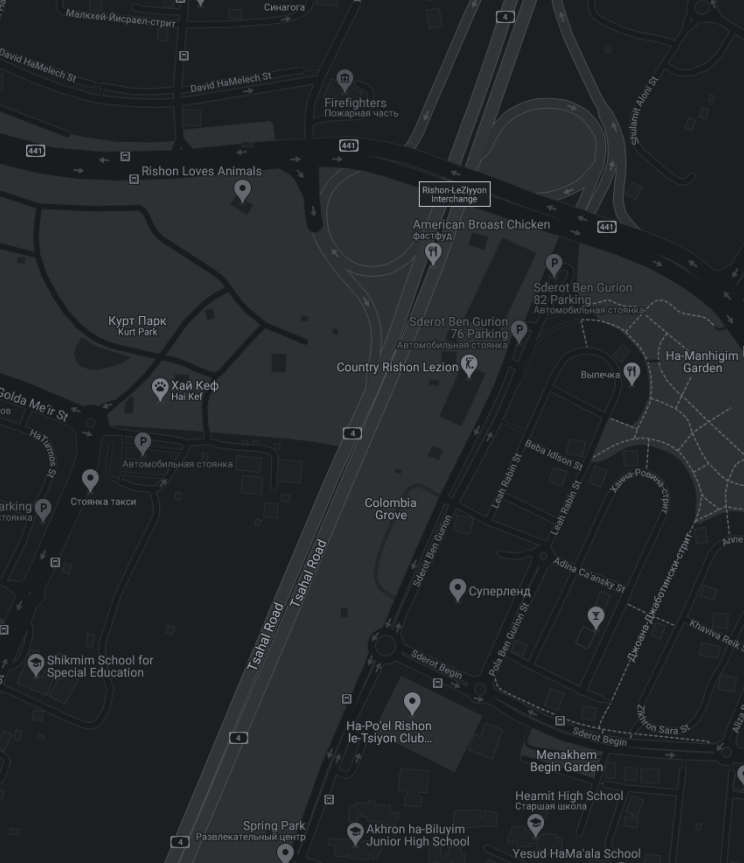 Синагога
4
Малкхей-Йисраел-стрит
David HaMelech St
David HaMelech St
Firefighters
Пожарная часть
Shulamit Aloni St
441
441
Rishon Loves Animals
Rishon-LeZiyyon
Interchange
American Broast Chicken
фастфуд
441
Sderot Ben Gurion
82 Parking
Автомобильная стоянка
Курт Парк
Kurt Park
Sderot Ben Gurion
76 Parking
Автомобильная стоянка
Ha-Manhigim
Garden
Country Rishon Lezion
Выпечка
Хай Кеф
Hai Kef
Golda Me'ir St
ов
4
HaTurmos St
Автомобильная стоянка
Beba Idlson St
Leah Rabin St
Leah Rabin St
Ханна-Ровина-стрит
Стоянка такси
arking
стоянка
Colombia
Grove
Sderot Ben Gurion
Anne
Tsahal Road
Adina Ca'ansky St
Суперленд
Джоана-Джаботински-стрит
Khaviva Reik S
Tsahal Road
Pola Ben Gurion St
Shikmim School for
Special Education
Sderot Begin
Zikhron Sara St
Aliza B
Ha-Po'el Rishon
le-Tsiyon Club...
4
Sderot Begin
Menakhem
Begin Garden
Heamit High School
Старшая школа
Spring Park
Развлекательный центр
4
Akhron ha-Biluyim
Junior High School
Yesud HaMa'ala School